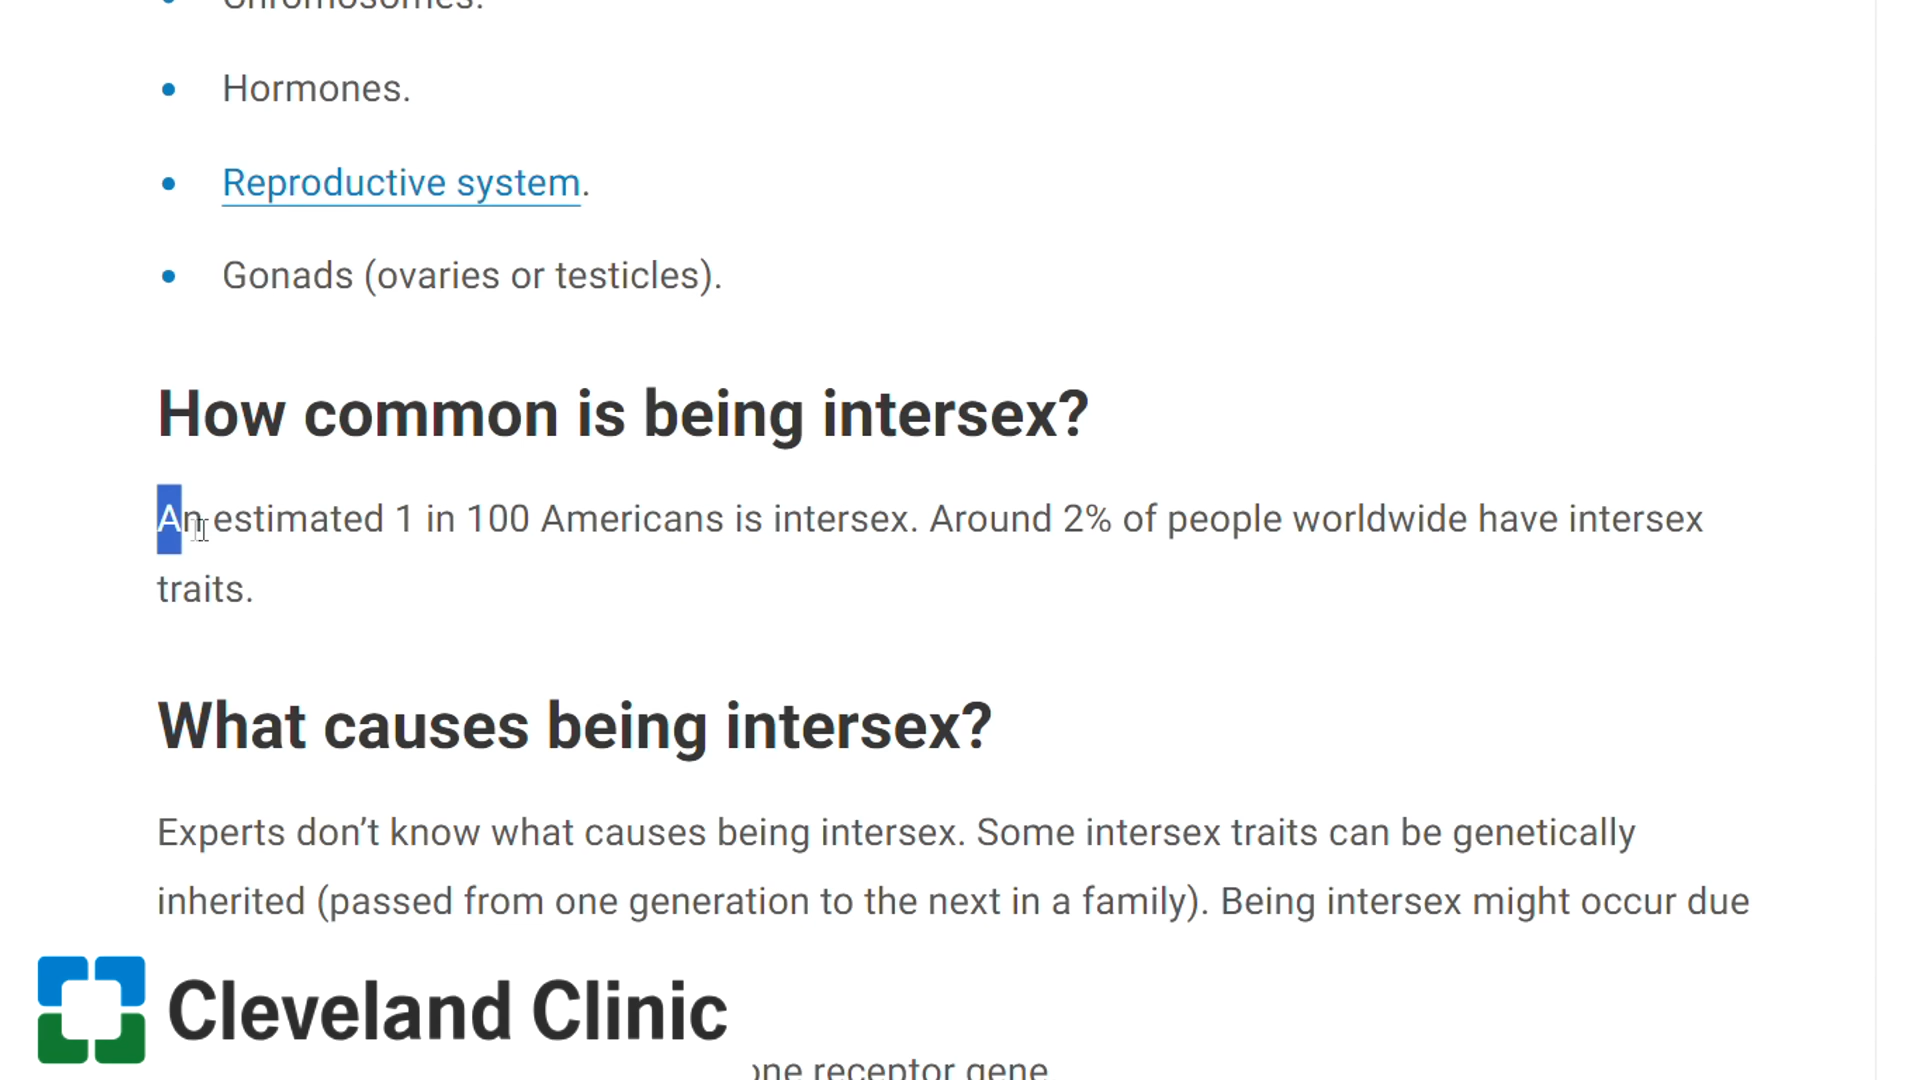 Chromosomes.
Hormones.
Reproductive system.
Gonads (ovaries or testicles).
How common is being intersex?
An estimated 1 in 100 Americans is intersex. Around 2% of people worldwide have intersex
traits.
What causes being intersex?
Experts don’t know what causes being intersex. Some intersex traits can be genetically
inherited (passed from one generation to the next in a family). Being intersex might occur due
Cleveland Clinic
receptor gene